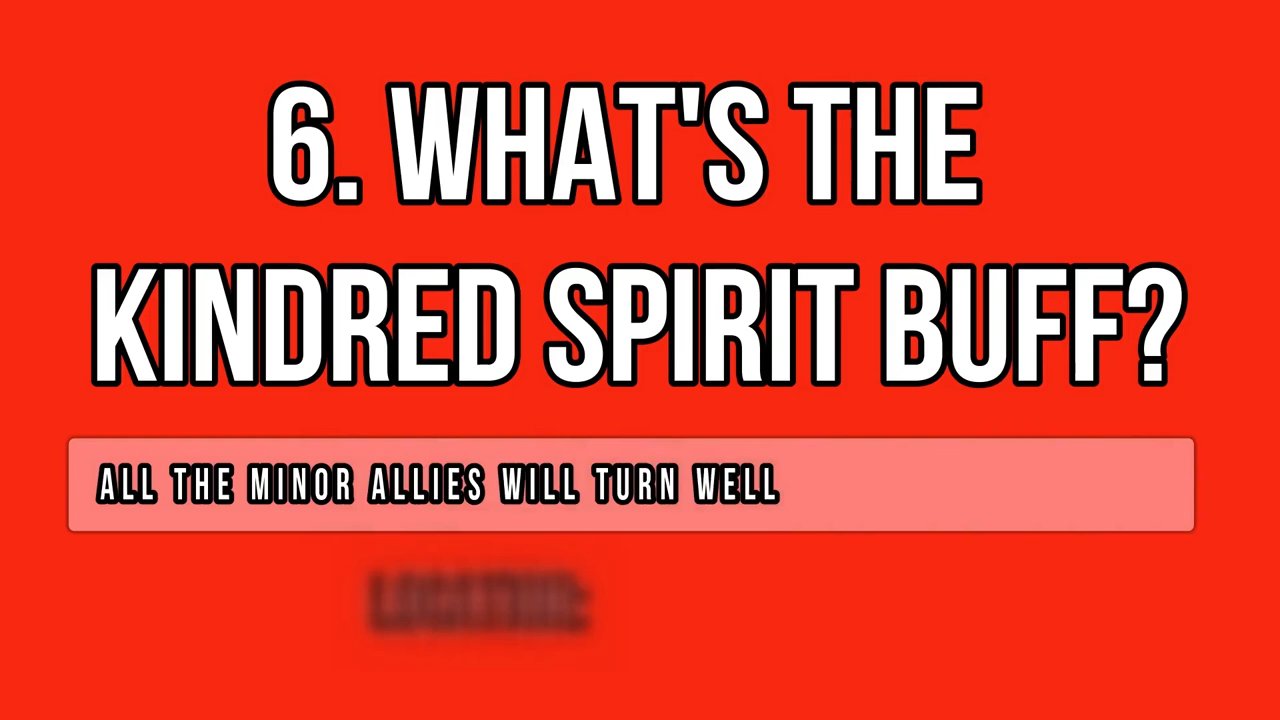 6. WHAT'S THE
KINDRED SPIRIT BUFF?
ALL THE MINOR ALLIES WILL TURN WELL